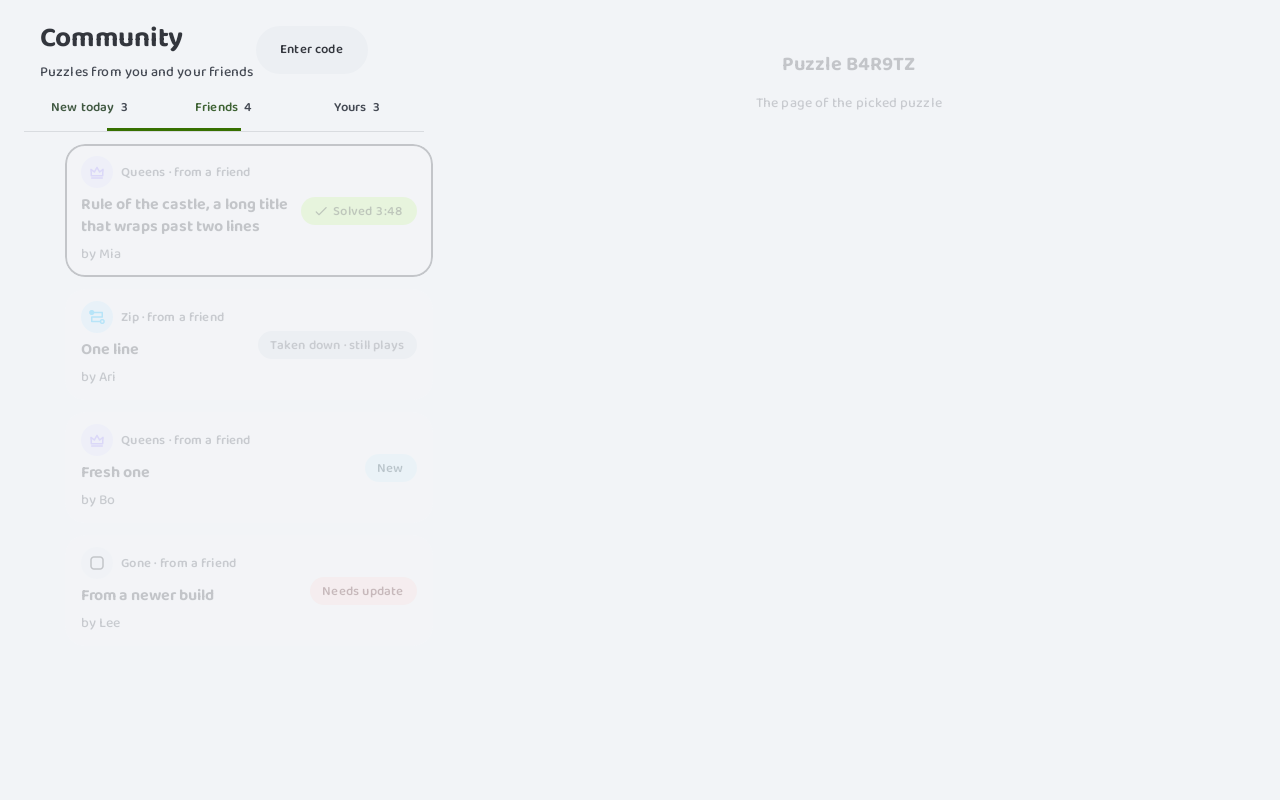 Community
Enter code
Puzzles from you and your friends
New today 3
Friends 4
Yours 3
Queens · from a friend
Rule of the castle, a long title
that wraps past two lines
Solved 3:48
by Mia
Zip · from a friend
One line
Taken down · still plays
by Ari
Queens · from a friend
Fresh one
New
by Bo
Gone · from a friend
From a newer build
Needs update
by Lee
Puzzle B4R9TZ
The page of the picked puzzle